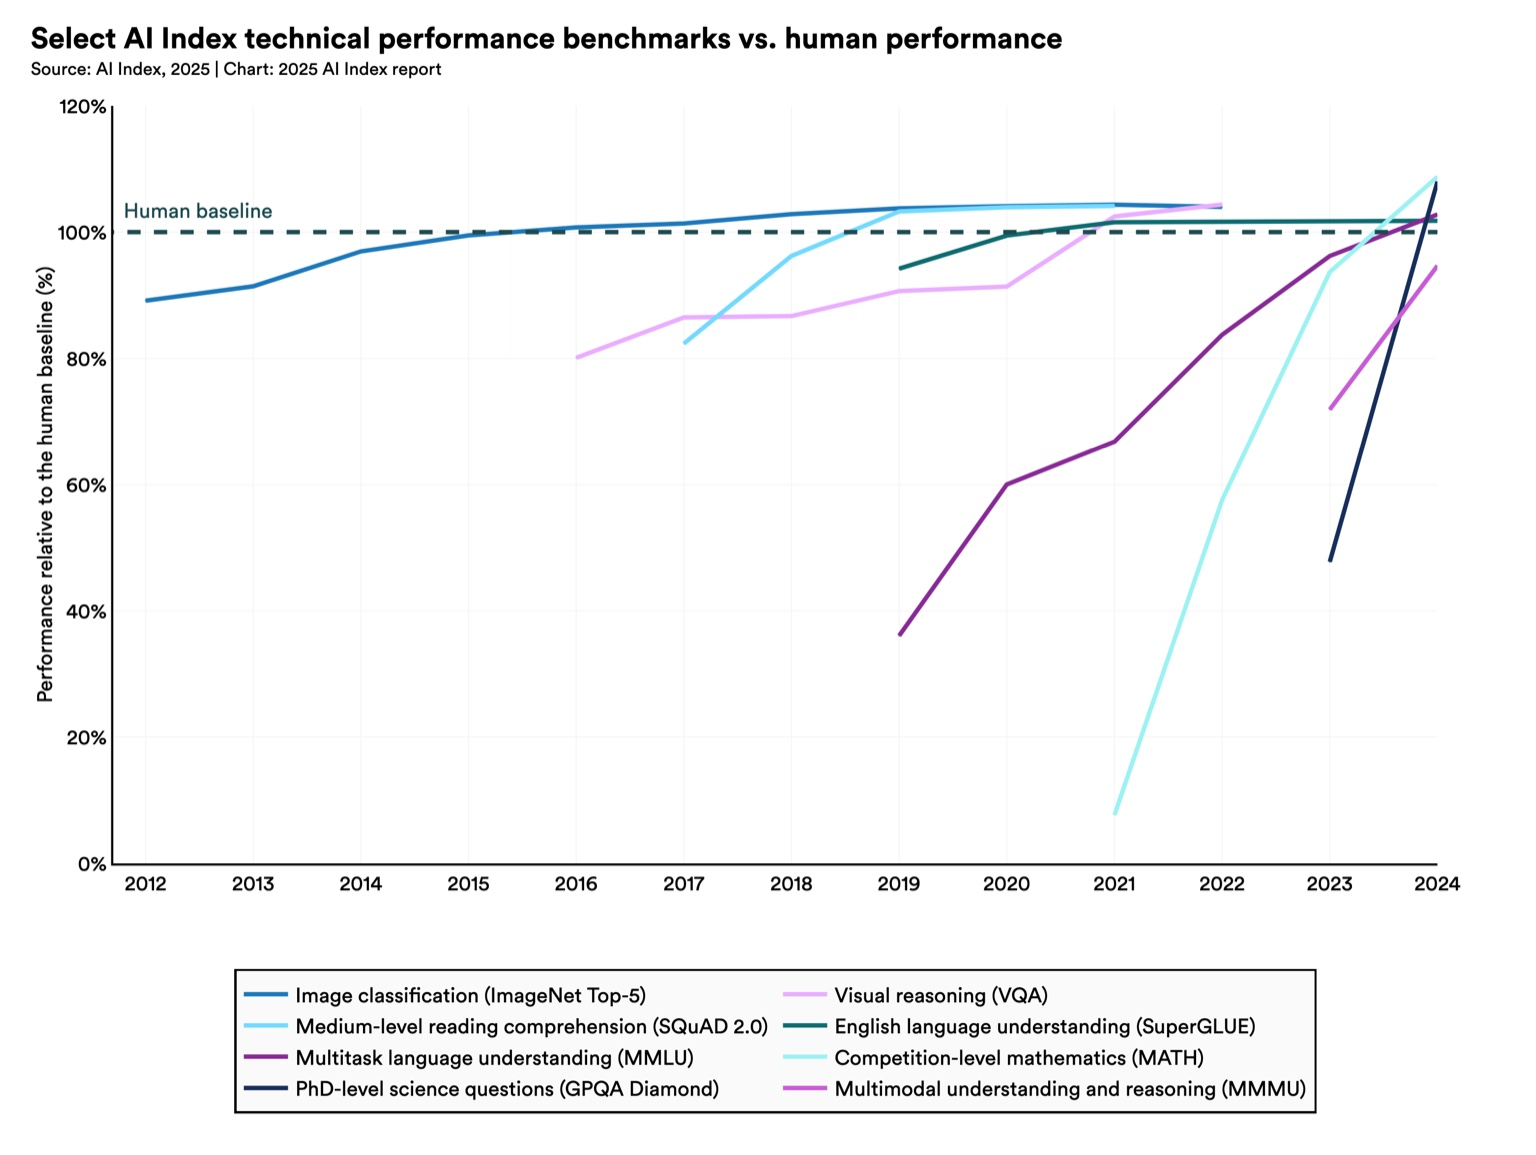 Select AI Index technical performance benchmarks vs. human performance
Source: AI Index, 2025 | Chart: 2025 AI Index report
120%
Human baseline
100%
80%
60%
40%
20%
0%
Performance relative to the human baseline (%)
2012 2013 2014 2015 2016 2017 2018 2019 2020 2021 2022 2023 2024
Image classification (ImageNet Top-5) Visual reasoning (VQA)
Medium-level reading comprehension (SQuAD 2.0) English language understanding (SuperGLUE)
Multitask language understanding (MMLU) Competition-level mathematics (MATH)
PhD-level science questions (GPQA Diamond) Multimodal understanding and reasoning (MMMU)